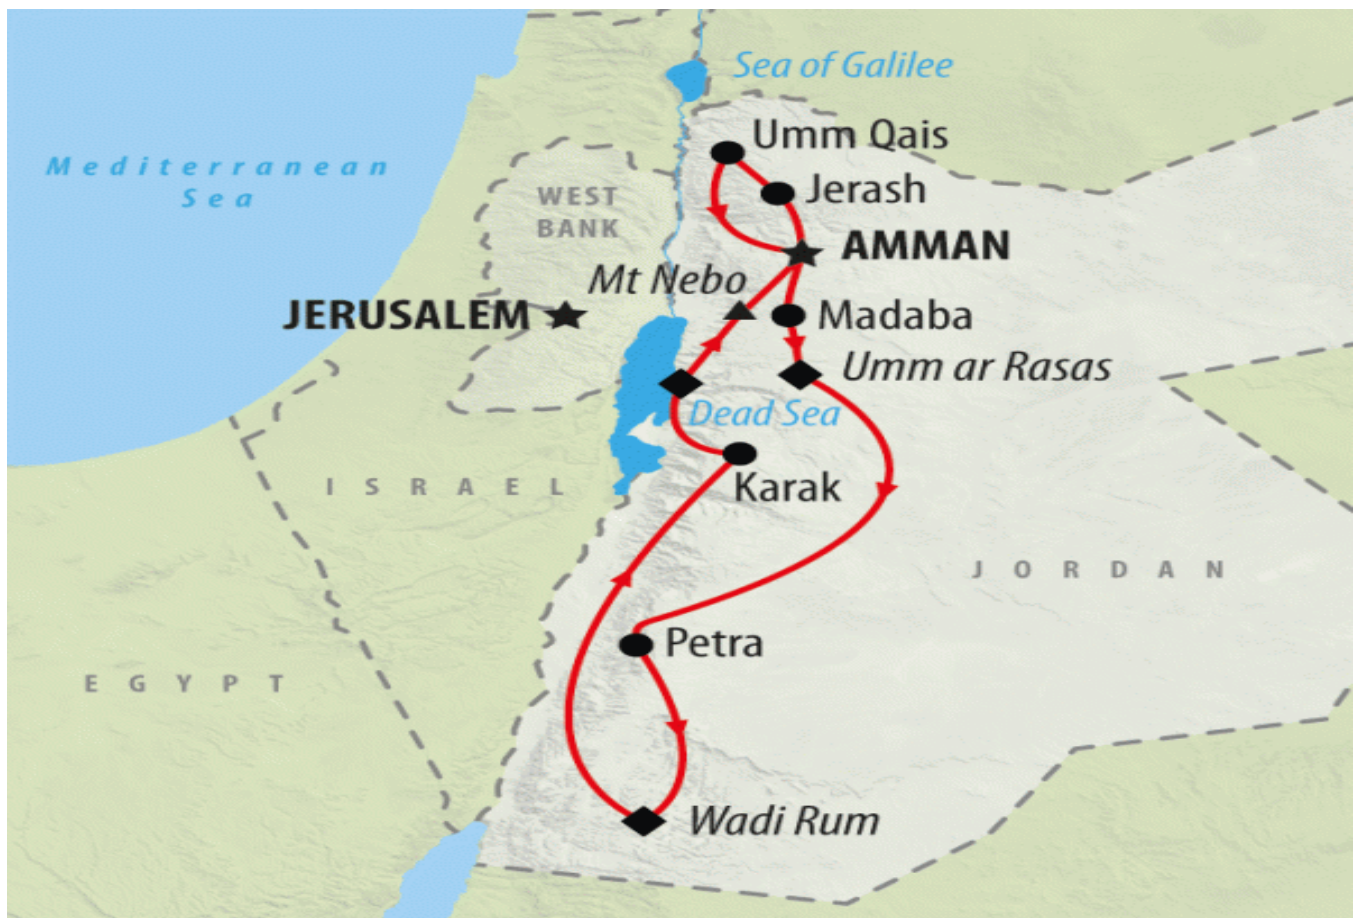 Sea of Galilee
Umm Qais
Mediterranean
Sea
Jerash
WEST
BANK
AMMAN
Mt Nebo
JERUSALEM
Madaba
Umm ar Rasas
Dead Sea
Karak
ISRAEL
JORDAN
Petra
EGYPT
Wadi Rum